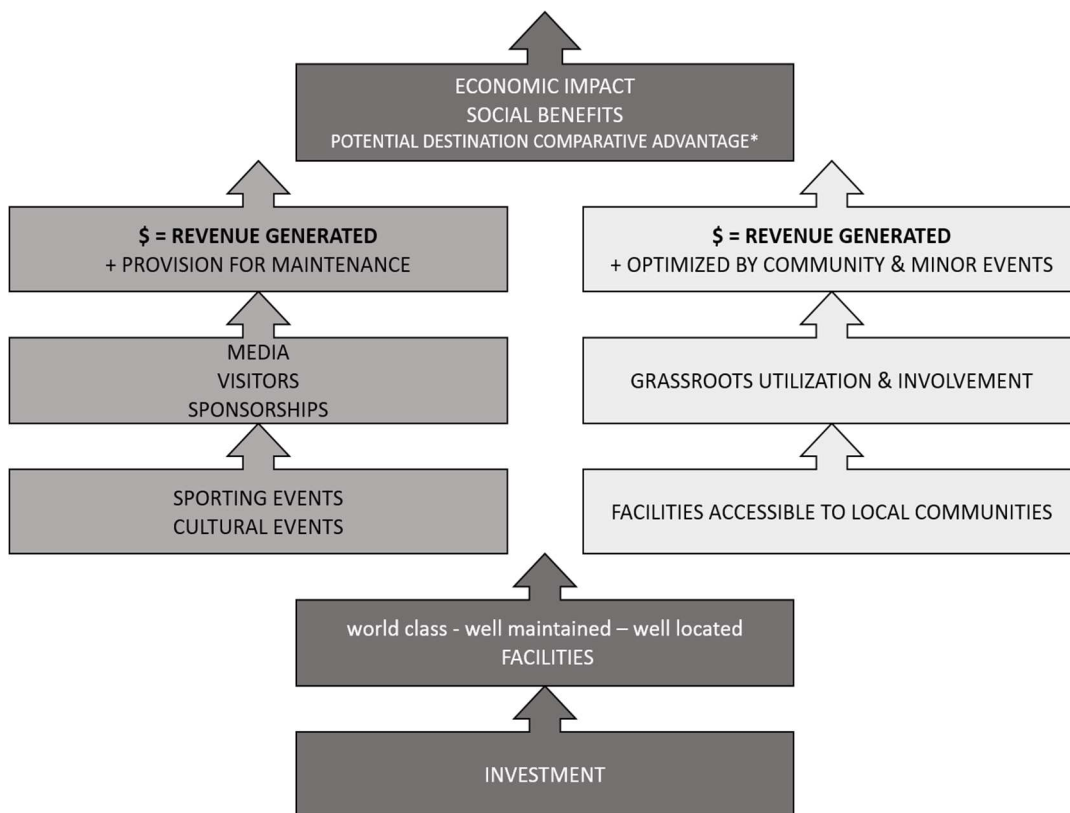 ECONOMIC IMPACT
SOCIAL BENEFITS
POTENTIAL DESTINATION COMPARATIVE ADVANTAGE*
$ = REVENUE GENERATED
+ PROVISION FOR MAINTENANCE
$ = REVENUE GENERATED
+ OPTIMIZED BY COMMUNITY & MINOR EVENTS
MEDIA
VISITORS
SPONSORSHIPS
GRASSROOTS UTILIZATION & INVOLVEMENT
SPORTING EVENTS
CULTURAL EVENTS
FACILITIES ACCESSIBLE TO LOCAL COMMUNITIES
world class - well maintained – well located
FACILITIES
INVESTMENT